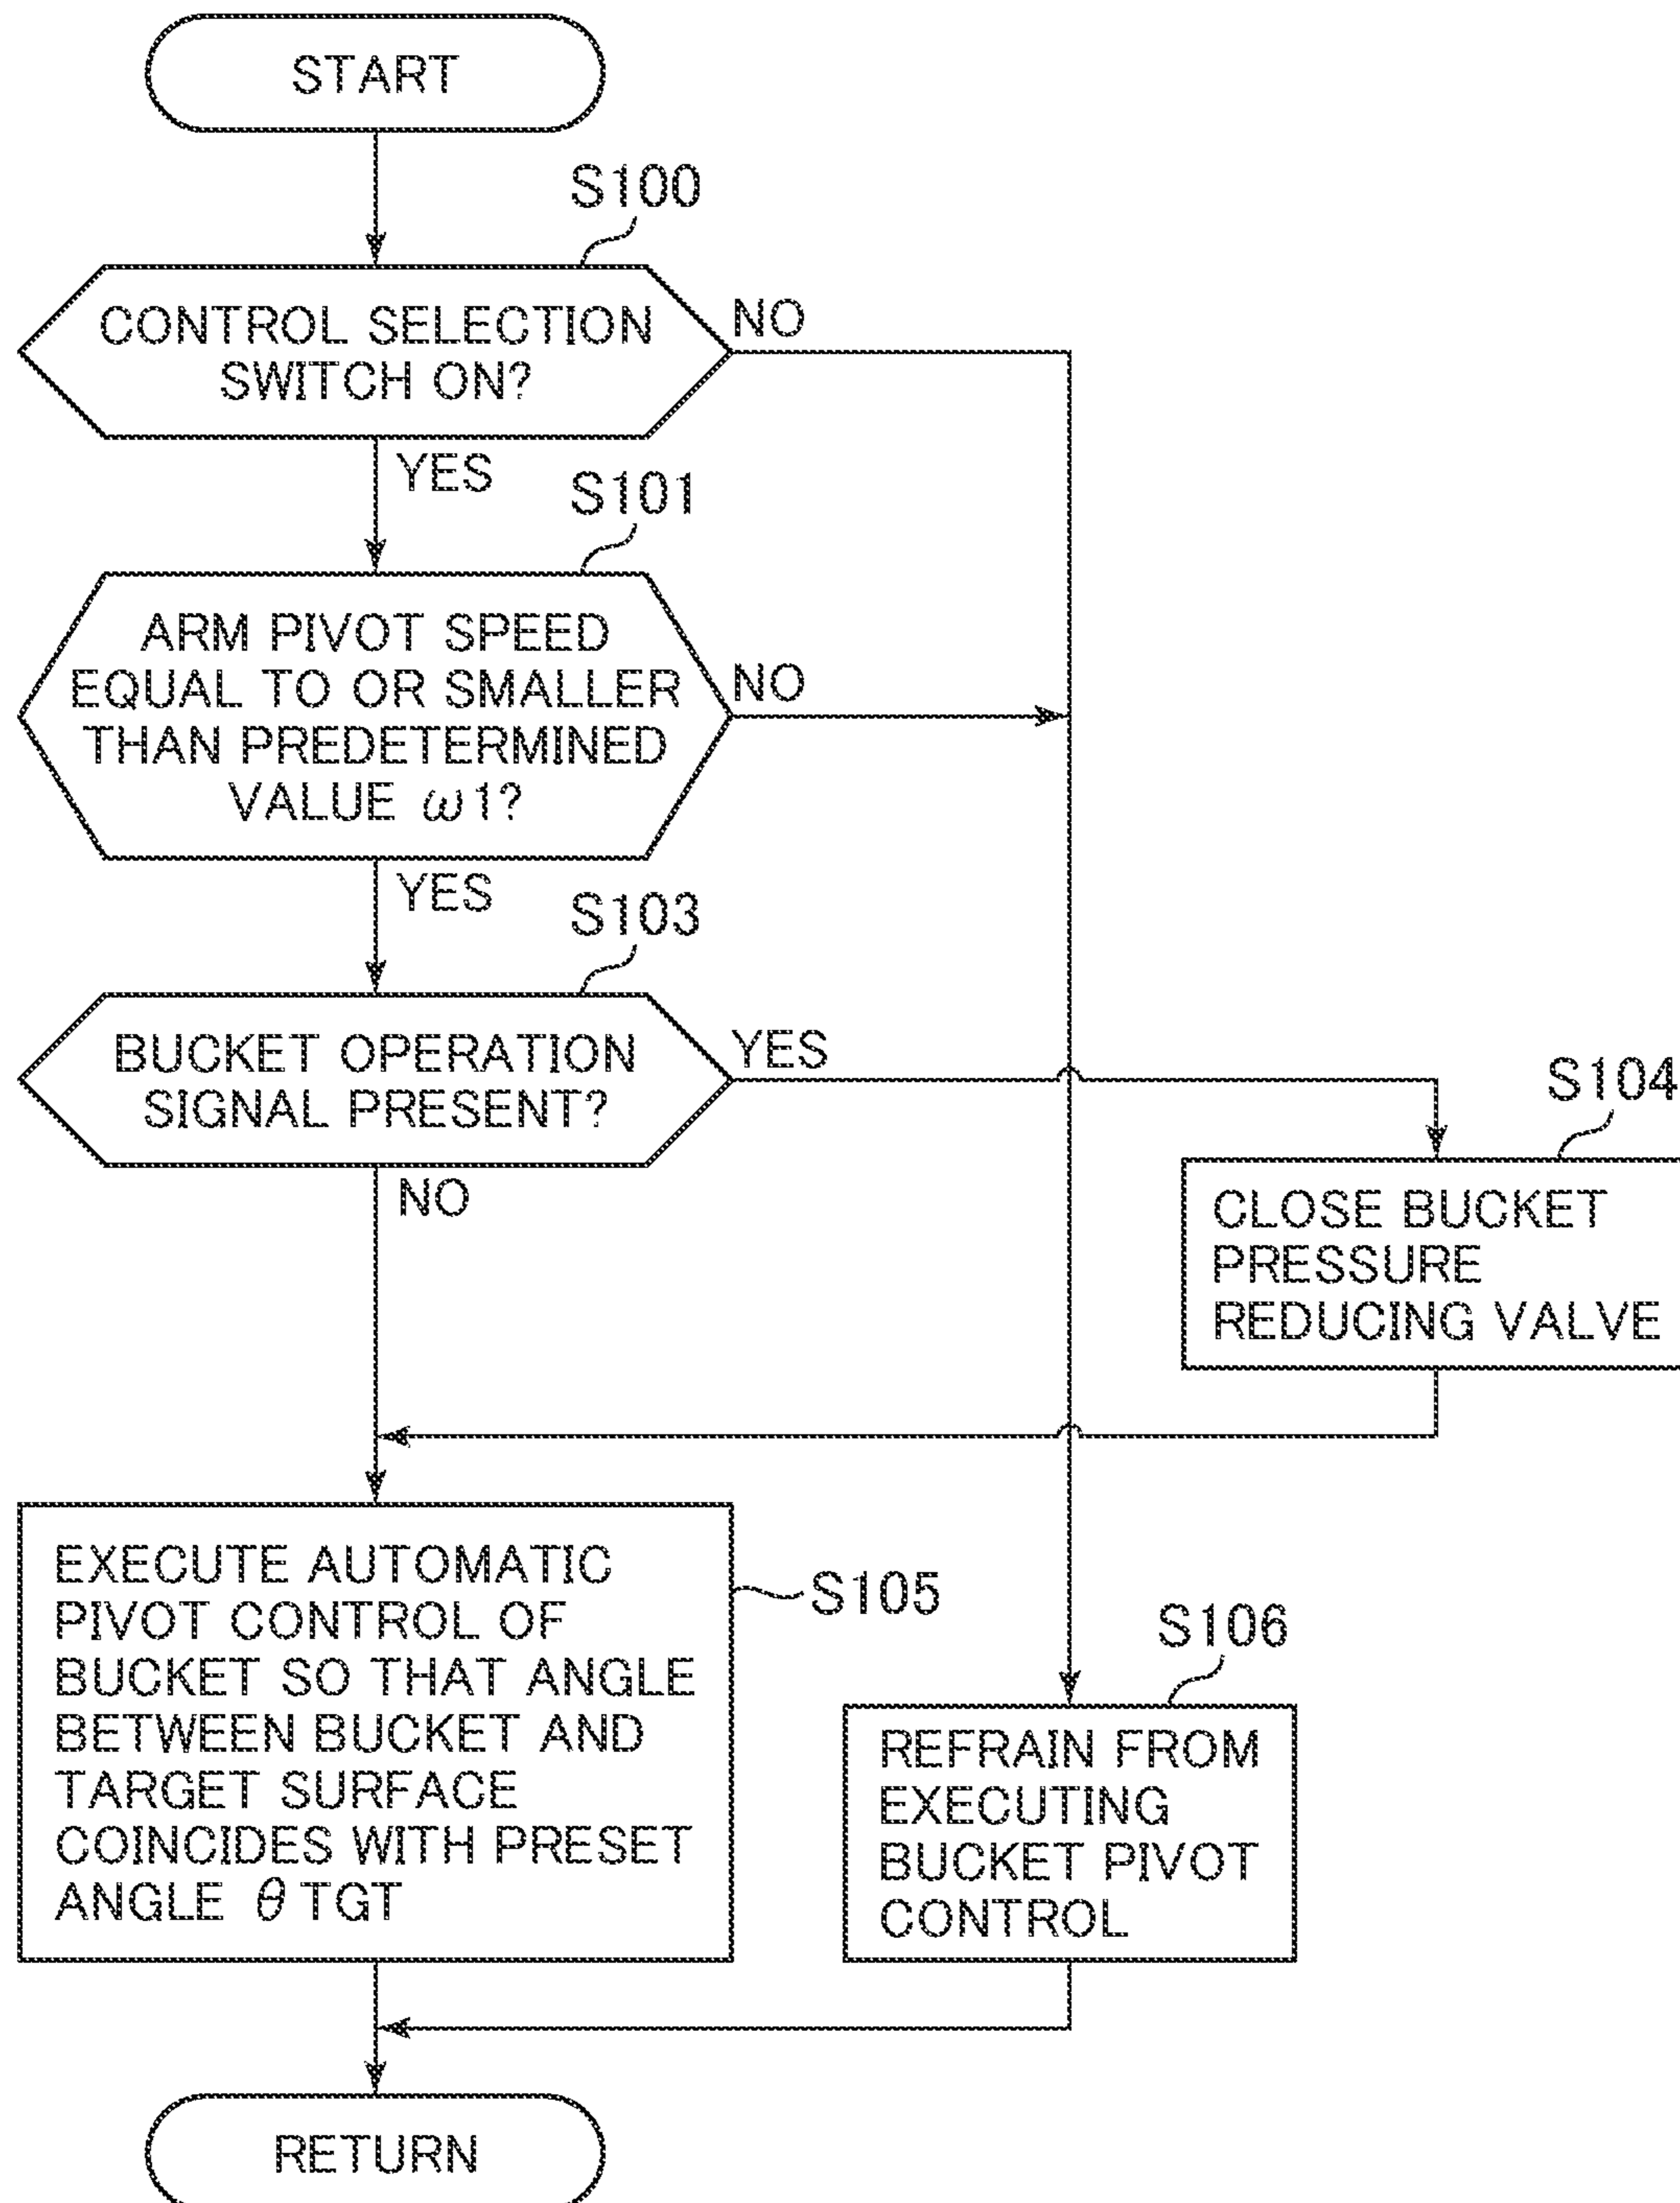 START
S100
CONTROL SELECTION
SWITCH ON?
NO
YES
S101
ARM PIVOT SPEED
EQUAL TO OR SMALLER
THAN PREDETERMINED
VALUE ω1?
NO
YES
S103
BUCKET OPERATION
SIGNAL PRESENT?
YES
NO
S104
CLOSE BUCKET
PRESSURE
REDUCING VALVE
EXECUTE AUTOMATIC
PIVOT CONTROL OF
BUCKET SO THAT ANGLE
BETWEEN BUCKET AND
TARGET SURFACE
COINCIDES WITH PRESET
ANGLE θTGT
S105
S106
REFRAIN FROM
EXECUTING
BUCKET PIVOT
CONTROL
RETURN